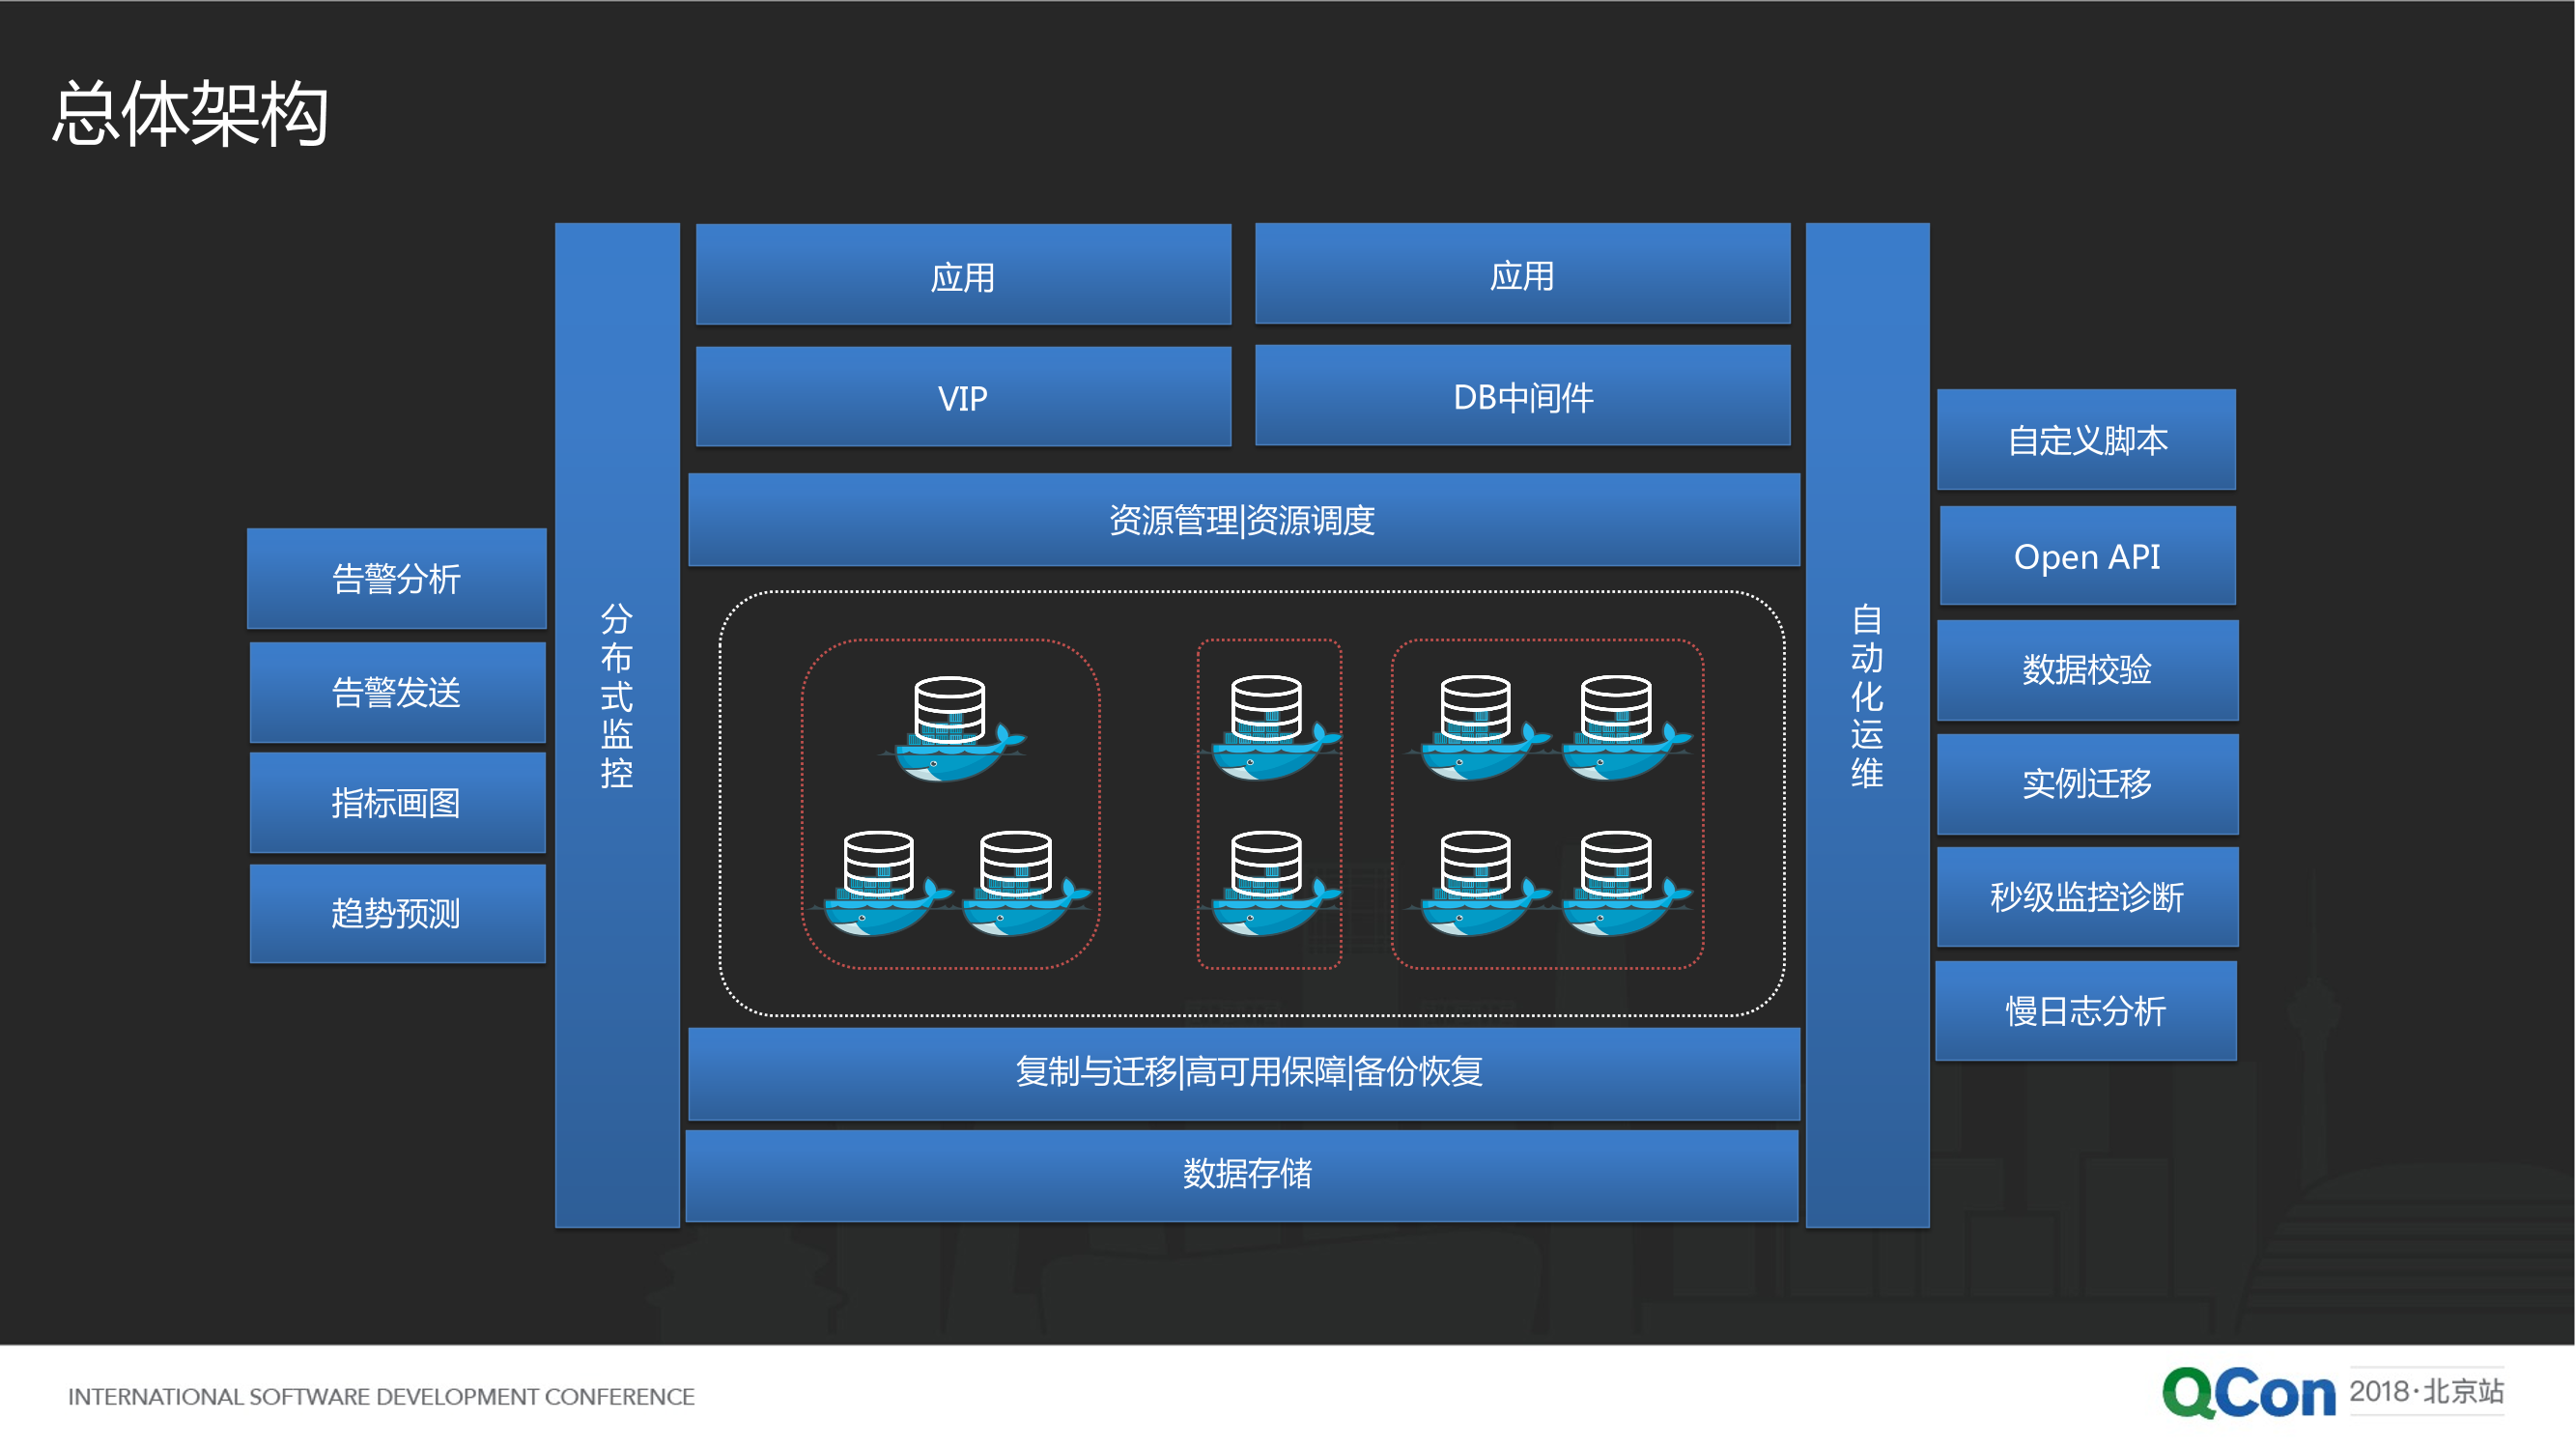 总体架构
应用
应用
VIP
DB中间件
资源管理|资源调度
分布式监控
告警分析
告警发送
指标画图
趋势预测
自动化运维
自定义脚本
Open API
数据校验
实例迁移
秒级监控诊断
慢日志分析
复制与迁移|高可用保障|备份恢复
数据存储
INTERNATIONAL SOFTWARE DEVELOPMENT CONFERENCE
QCon 2018·北京站